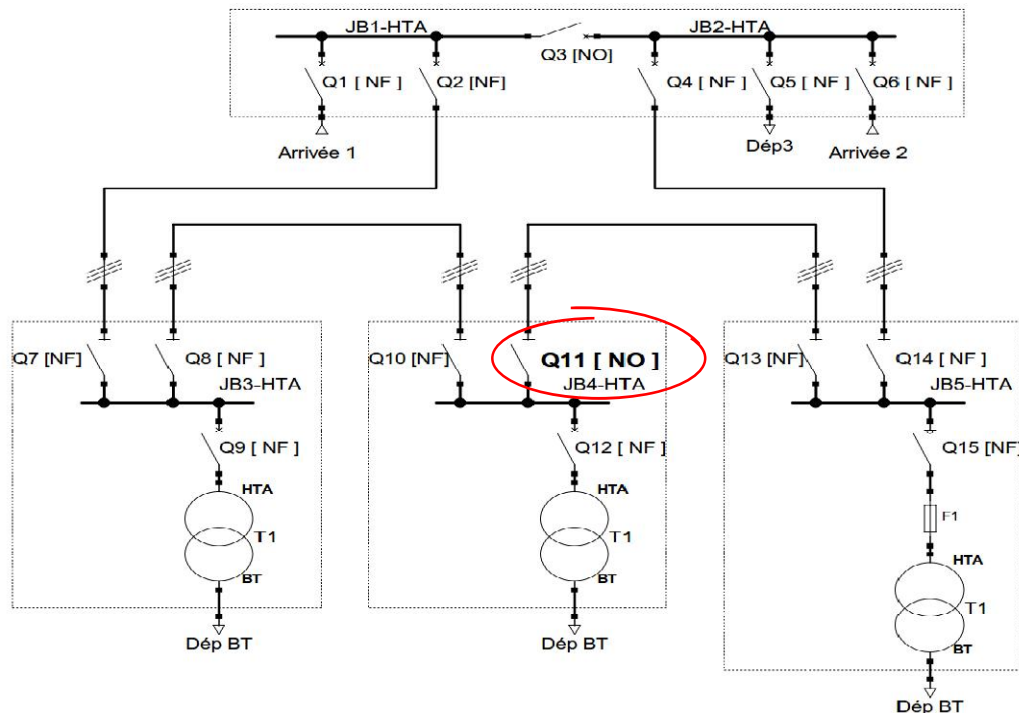 JB1-HTA
JB2-HTA
Q3 [NO]
Q1 [ NF ]
Q2 [NF]
Q4 [ NF ]
Q5 [ NF ]
Q6 [ NF ]
Arrivée 1
Dép3
Arrivée 2
Q7 [NF]
Q8 [ NF ]
JB3-HTA
Q9 [ NF ]
HTA
T1
BT
Dép BT
Q10 [NF]
Q11 [ NO ]
JB4-HTA
Q12 [ NF ]
HTA
T1
BT
Dép BT
Q13 [NF]
Q14 [ NF ]
JB5-HTA
Q15 [NF]
F1
HTA
T1
BT
Dép BT